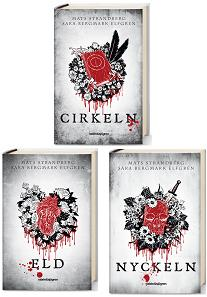 MATS STRANDBERG
SARA BERGMARK ELFGREN
CIRKELN
MATS STRANDBERG
SARA BERGMARK ELFGREN
ELD
MATS STRANDBERG
SARA BERGMARK ELFGREN
NYCKELN